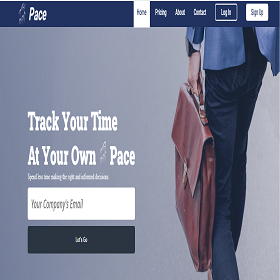 Pace
Home Pricing About Contact Log In Sign Up
Track Your Time
At Your Own Pace
Spend less time making the right and informed decisions
Your Company's Email
Let's Go